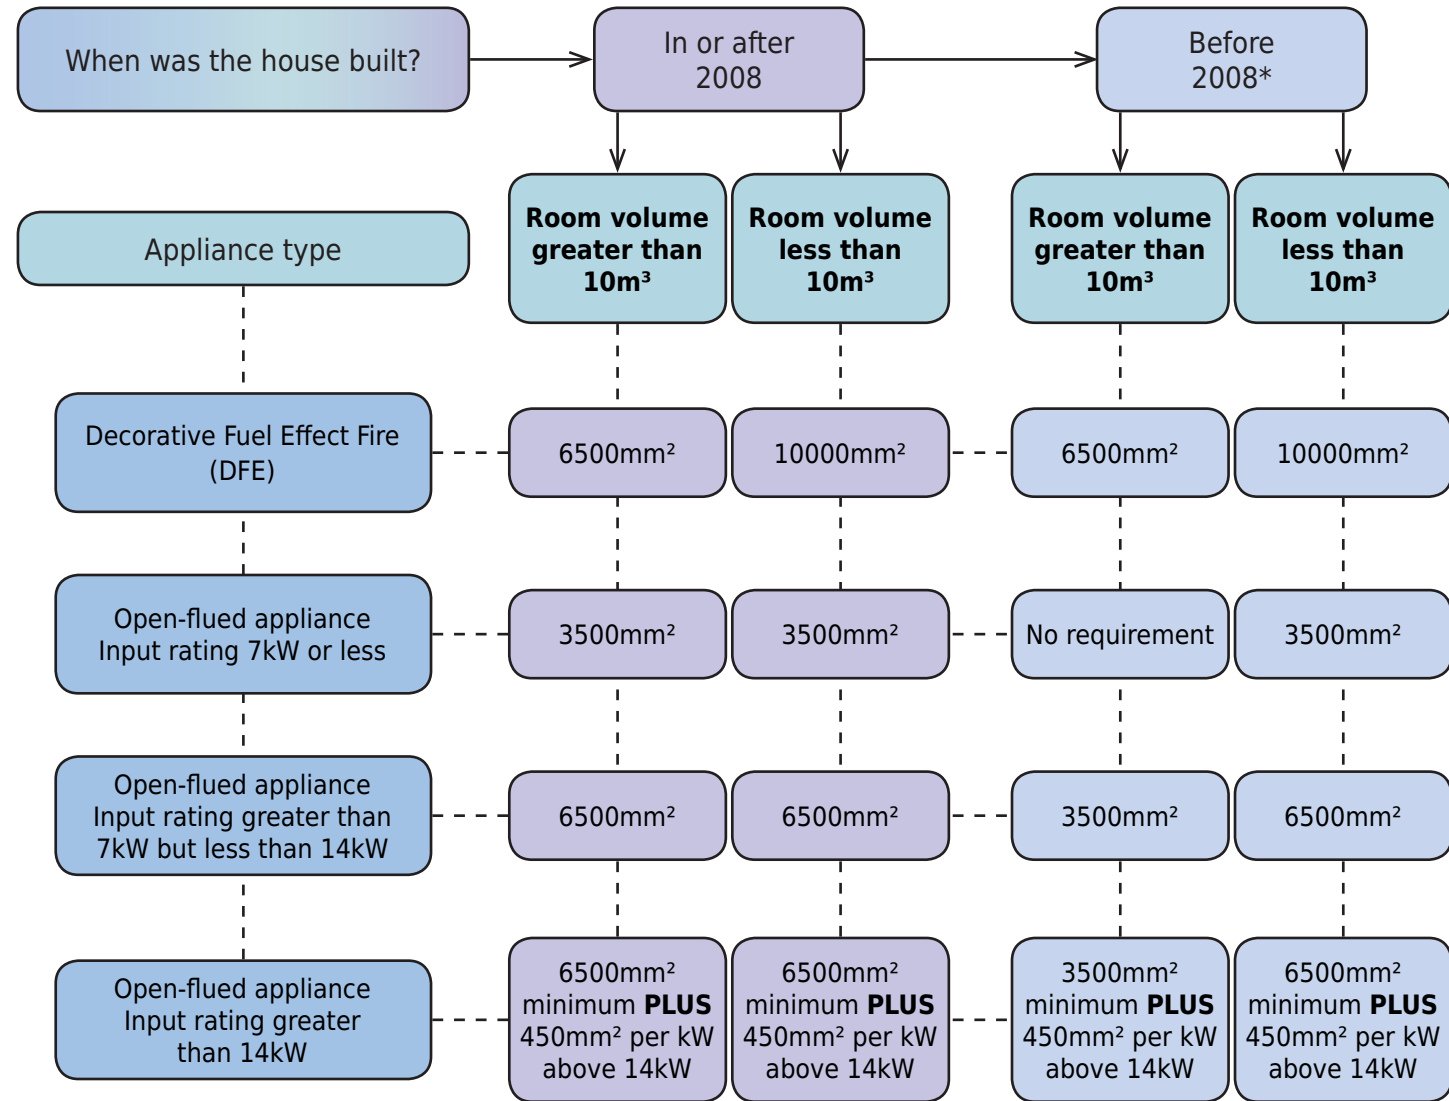 When was the house built?
In or after
2008
Before
2008*
Appliance type
Room volume
greater than
10m³
Room volume
less than
10m³
Room volume
greater than
10m³
Room volume
less than
10m³
Decorative Fuel Effect Fire
(DFE)
6500mm²
10000mm²
6500mm²
10000mm²
Open-flued appliance
Input rating 7kW or less
3500mm²
3500mm²
No requirement
3500mm²
Open-flued appliance
Input rating greater than
7kW but less than 14kW
6500mm²
6500mm²
3500mm²
6500mm²
Open-flued appliance
Input rating greater
than 14kW
6500mm²
minimum PLUS
450mm² per kW
above 14kW
6500mm²
minimum PLUS
450mm² per kW
above 14kW
3500mm²
minimum PLUS
450mm² per kW
above 14kW
6500mm²
minimum PLUS
450mm² per kW
above 14kW